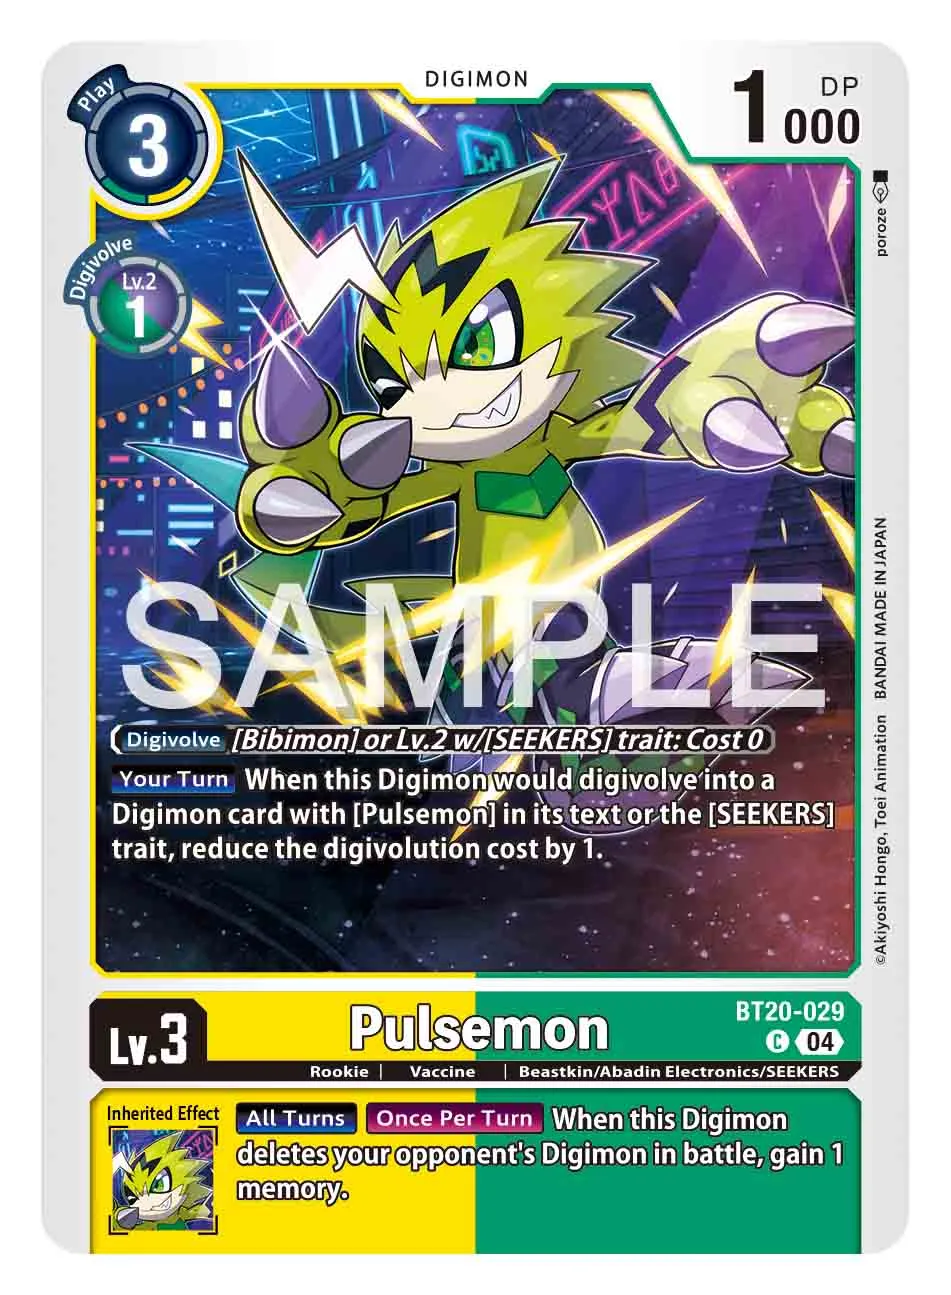 DIGIMON
Play
3
1000
DP
Digivolve
Lv.2
1
poroze
SAMPLE
Digivolve [Bibimon] or Lv.2 w/[SEEKERS] trait: Cost 0
Your Turn When this Digimon would digivolve into a
Digimon card with [Pulsemon] in its text or the [SEEKERS]
trait, reduce the digivolution cost by 1.
©Akiyoshi Hongo, Toei Animation BANDAI MADE IN JAPAN
Lv.3
Pulsemon
BT20-029
C 04
Rookie | Vaccine | Beastkin/Abadin Electronics/SEEKERS
Inherited Effect
All Turns Once Per Turn When this Digimon
deletes your opponent's Digimon in battle, gain 1
memory.